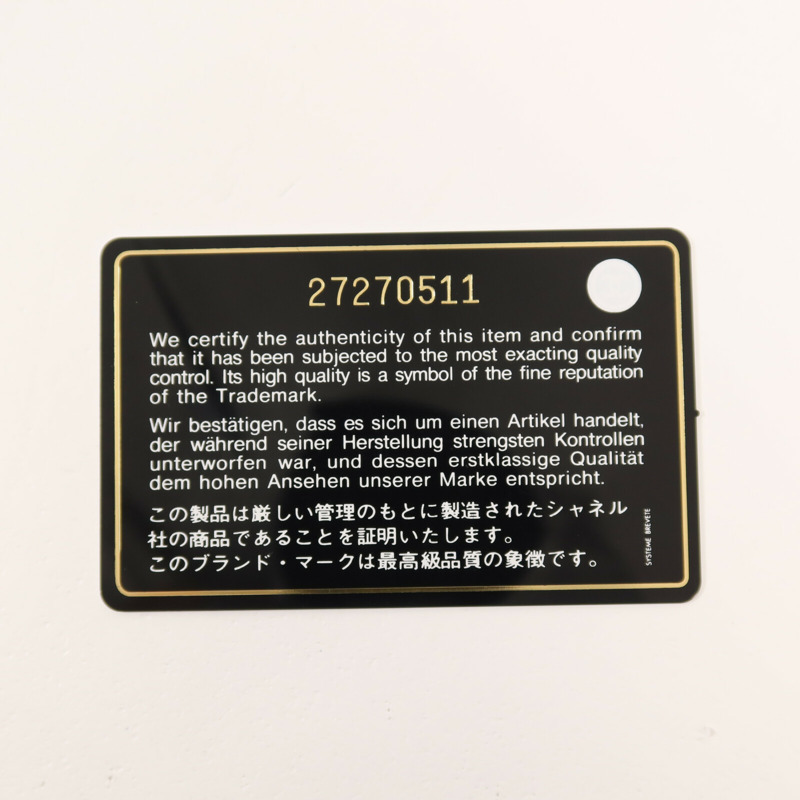 27270511
We certify the authenticity of this item and confirm
that it has been subjected to the most exacting quality
control. Its high quality is a symbol of the fine reputation
of the Trademark.
Wir bestätigen, dass es sich um einen Artikel handelt,
der während seiner Herstellung strengsten Kontrollen
unterworfen war, und dessen erstklassige Qualität
dem hohen Ansehen unserer Marke entspricht.
この製品は厳しい管理のもとに製造されたシャネル
社の商品であることを証明いたします。
このブランド・マークは最高級品質の象徴です。
SYSTEME BREVETE